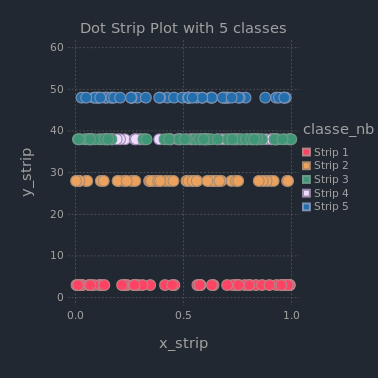 Dot Strip Plot with 5 classes
y_strip
60
50
40
30
20
10
0
0.0
0.5
1.0
x_strip
classe_nb
Strip 1
Strip 2
Strip 3
Strip 4
Strip 5